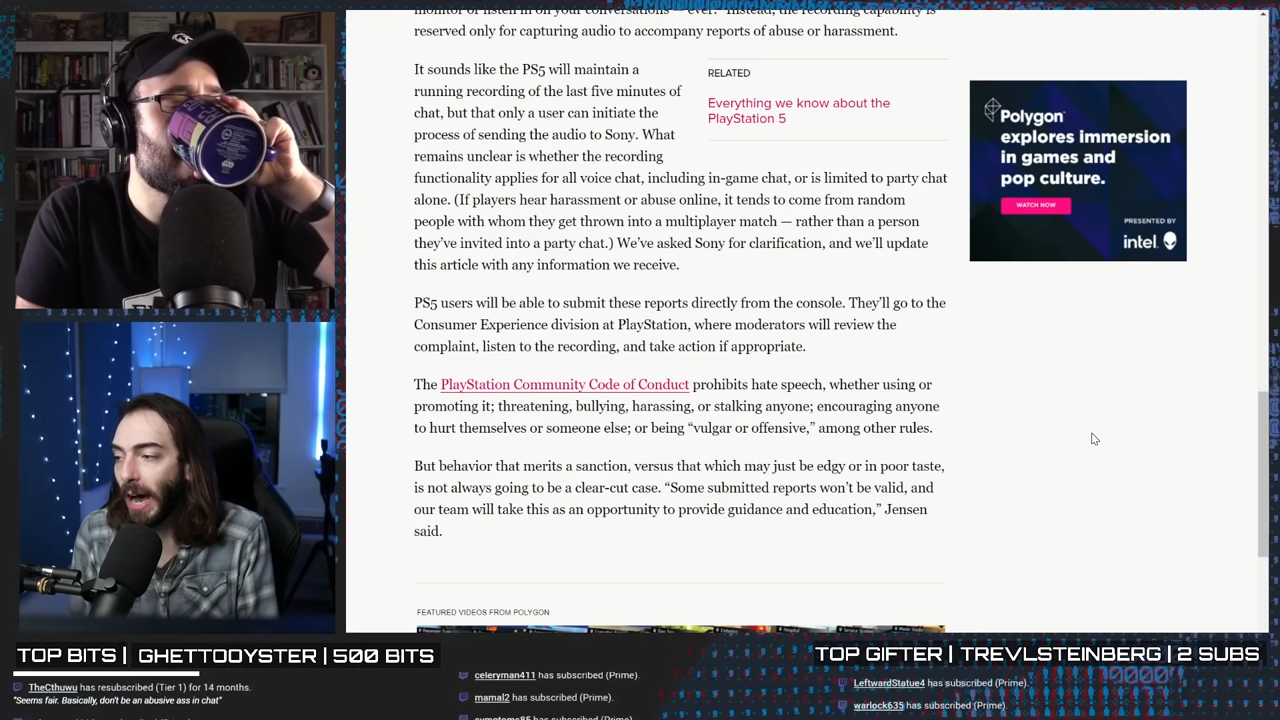 monitor or listen in on your conversations — ever." Instead, the recording capability is
reserved only for capturing audio to accompany reports of abuse or harassment.
It sounds like the PS5 will maintain a
running recording of the last five minutes of
chat, but that only a user can initiate the
process of sending the audio to Sony. What
remains unclear is whether the recording
functionality applies for all voice chat, including in-game chat, or is limited to party chat
alone. (If players hear harassment or abuse online, it tends to come from random
people with whom they get thrown into a multiplayer match — rather than a person
they’ve invited into a party chat.) We’ve asked Sony for clarification, and we’ll update
this article with any information we receive.
RELATED
Everything we know about the
PlayStation 5
PS5 users will be able to submit these reports directly from the console. They’ll go to the
Consumer Experience division at PlayStation, where moderators will review the
complaint, listen to the recording, and take action if appropriate.
The PlayStation Community Code of Conduct prohibits hate speech, whether using or
promoting it; threatening, bullying, harassing, or stalking anyone; encouraging anyone
to hurt themselves or someone else; or being “vulgar or offensive,” among other rules.
But behavior that merits a sanction, versus that which may just be edgy or in poor taste,
is not always going to be a clear-cut case. “Some submitted reports won’t be valid, and
our team will take this as an opportunity to provide guidance and education,” Jensen
said.
FEATURED VIDEOS FROM POLYGON
Polygon
explores immersion
in games and
pop culture.
WATCH NOW
PRESENTED BY
intel
TOP BITS | GHETTOOYSTER | 500 BITS
TOP GIFTER | TREVLSTEINBERG | 2 SUBS
TheCthuwu has resubscribed (Tier 1) for 14 months.
"Seems fair. Basically, don't be an abusive ass in chat"
celeryman411 has subscribed (Prime).
mamal2 has subscribed (Prime).
LeftwardStatue4 has subscribed (Prime).
warlock635 has subscribed (Prime).